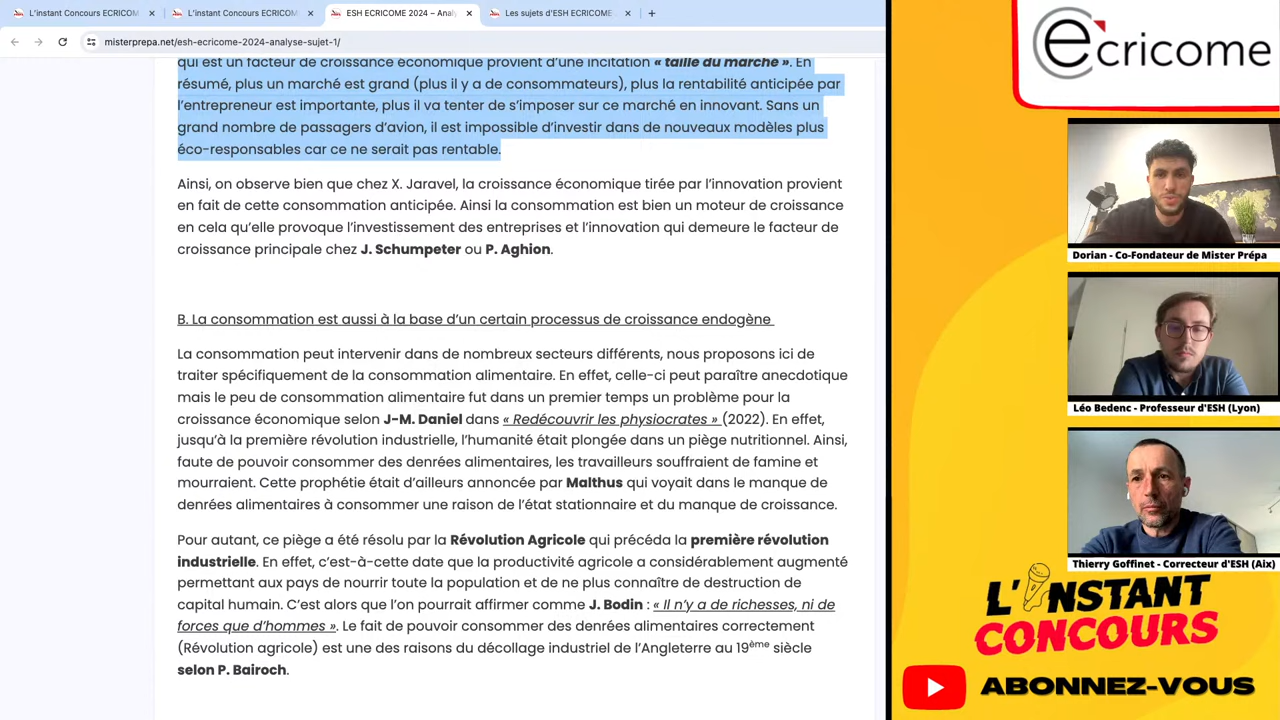 L'instant Concours ECRICOM
L'instant Concours ECRICOME
ESH ECRICOME 2024 – Analy
Les sujets d'ESH ECRICOME
misterprepa.net/esh-ecricome-2024-analyse-sujet-1/
qui est un facteur de croissance économique provient d'une incitation « taille du marché ». En
résumé, plus un marché est grand (plus il y a de consommateurs), plus la rentabilité anticipée par
l'entrepreneur est importante, plus il va tenter de s'imposer sur ce marché en innovant. Sans un
grand nombre de passagers d'avion, il est impossible d'investir dans de nouveaux modèles plus
éco-responsables car ce ne serait pas rentable.
Ainsi, on observe bien que chez X. Jaravel, la croissance économique tirée par l'innovation provient
en fait de cette consommation anticipée. Ainsi la consommation est bien un moteur de croissance
en cela qu'elle provoque l'investissement des entreprises et l'innovation qui demeure le facteur de
croissance principale chez J. Schumpeter ou P. Aghion.
B. La consommation est aussi à la base d'un certain processus de croissance endogène
La consommation peut intervenir dans de nombreux secteurs différents, nous proposons ici de
traiter spécifiquement de la consommation alimentaire. En effet, celle-ci peut paraître anecdotique
mais le peu de consommation alimentaire fut dans un premier temps un problème pour la
croissance économique selon J-M. Daniel dans « Redécouvrir les physiocrates » (2022). En effet,
jusqu'à la première révolution industrielle, l'humanité était plongée dans un piège nutritionnel. Ainsi,
faute de pouvoir consommer des denrées alimentaires, les travailleurs souffraient de famine et
mourraient. Cette prophétie était d'ailleurs annoncée par Malthus qui voyait dans le manque de
denrées alimentaires à consommer une raison de l'état stationnaire et du manque de croissance.
Pour autant, ce piège a été résolu par la Révolution Agricole qui précéda la première révolution
industrielle. En effet, c'est-à-cette date que la productivité agricole a considérablement augmenté
permettant aux pays de nourrir toute la population et de ne plus connaître de destruction de
capital humain. C'est alors que l'on pourrait affirmer comme J. Bodin : « Il n'y a de richesses, ni de
forces que d'hommes ». Le fait de pouvoir consommer des denrées alimentaires correctement
(Révolution agricole) est une des raisons du décollage industriel de l'Angleterre au 19ème siècle
selon P. Bairoch.
écricome
Dorian - Co-Fondateur de Mister Prépa
Léo Bedenc - Professeur d'ESH (Lyon)
Thierry Goffinet - Correcteur d'ESH (Aix)
L'INSTANT
CONCOURS
ABONNEZ-VOUS